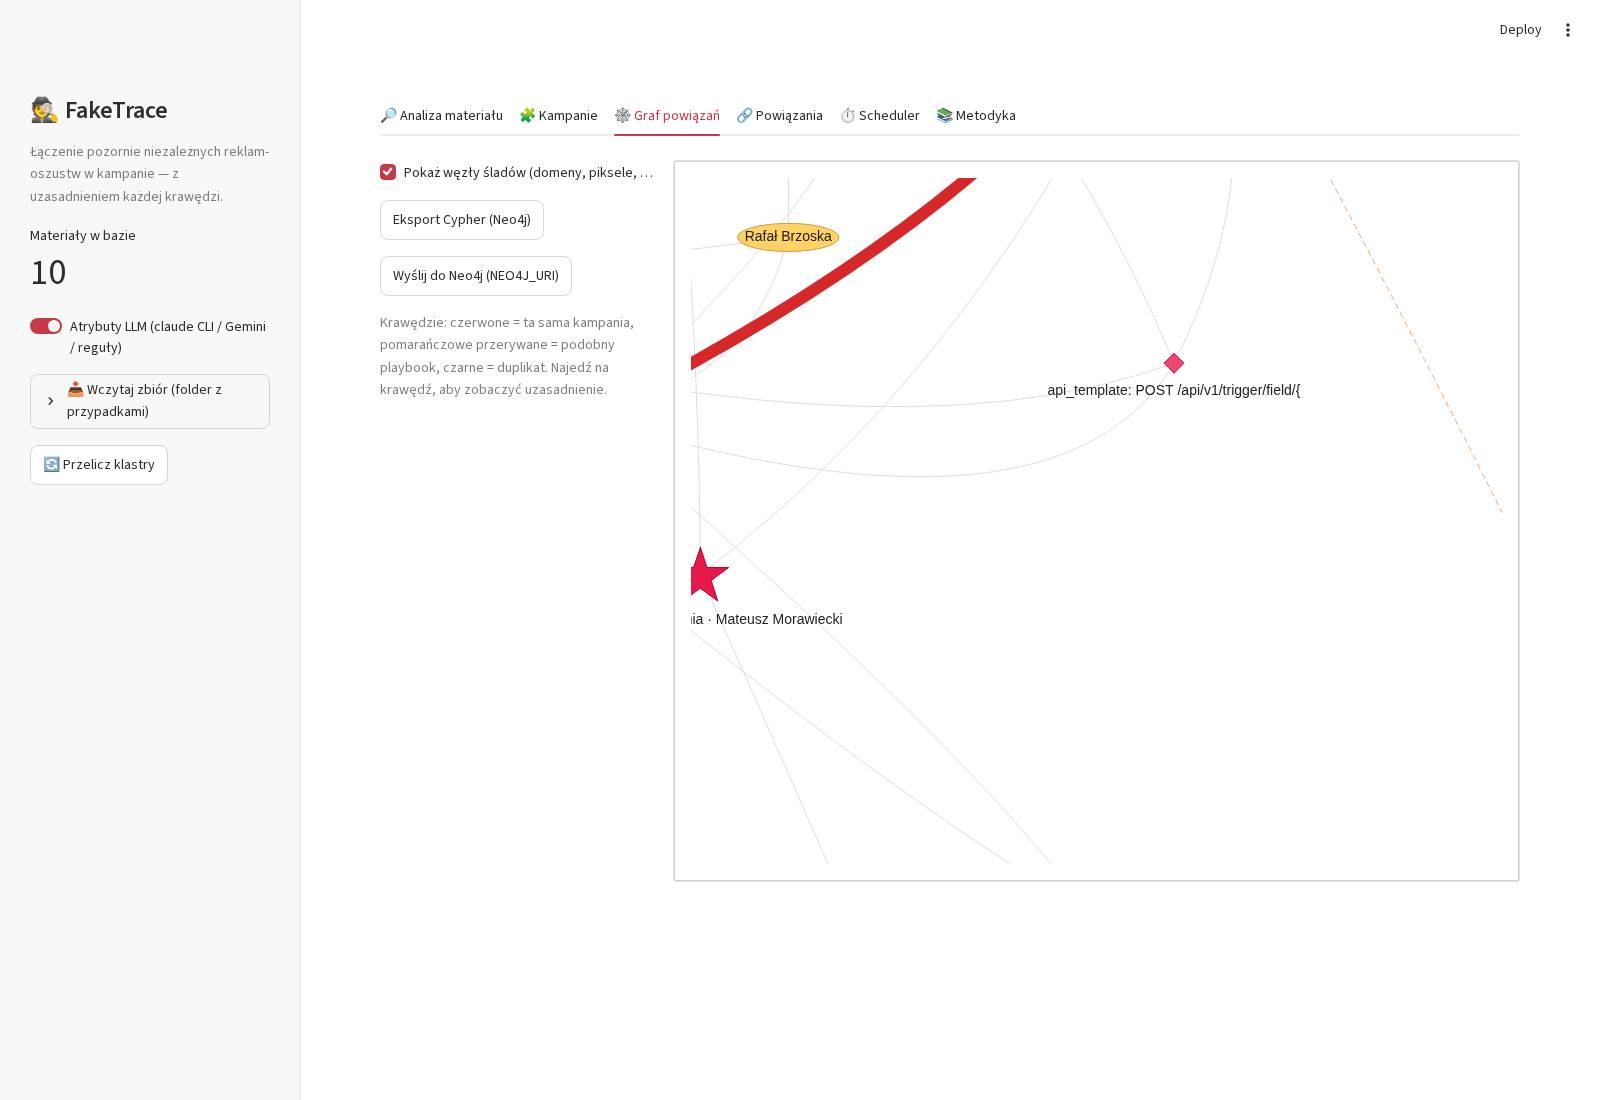 Deploy
🕵️ FakeTrace
Łączenie pozornie niezależnych reklam-
oszustw w kampanie — z
uzasadnieniem każdej krawędzi.
Materiały w bazie
10
Atrybuty LLM (claude CLI / Gemini
/ reguły)
📥 Wczytaj zbiór (folder z
przypadkami)
🔄 Przelicz klastry
🔎 Analiza materiału
🧩 Kampanie
🕸️ Graf powiązań
🔗 Powiązania
⏱️ Scheduler
📚 Metodyka
Pokaż węzły śladów (domeny, piksele, …
Eksport Cypher (Neo4j)
Wyślij do Neo4j (NEO4J_URI)
Krawędzie: czerwone = ta sama kampania,
pomarańczowe przerywane = podobny
playbook, czarne = duplikat. Najedź na
krawędź, aby zobaczyć uzasadnienie.
Rafał Brzoska
api_template: POST /api/v1/trigger/field/{
· Mateusz Morawiecki